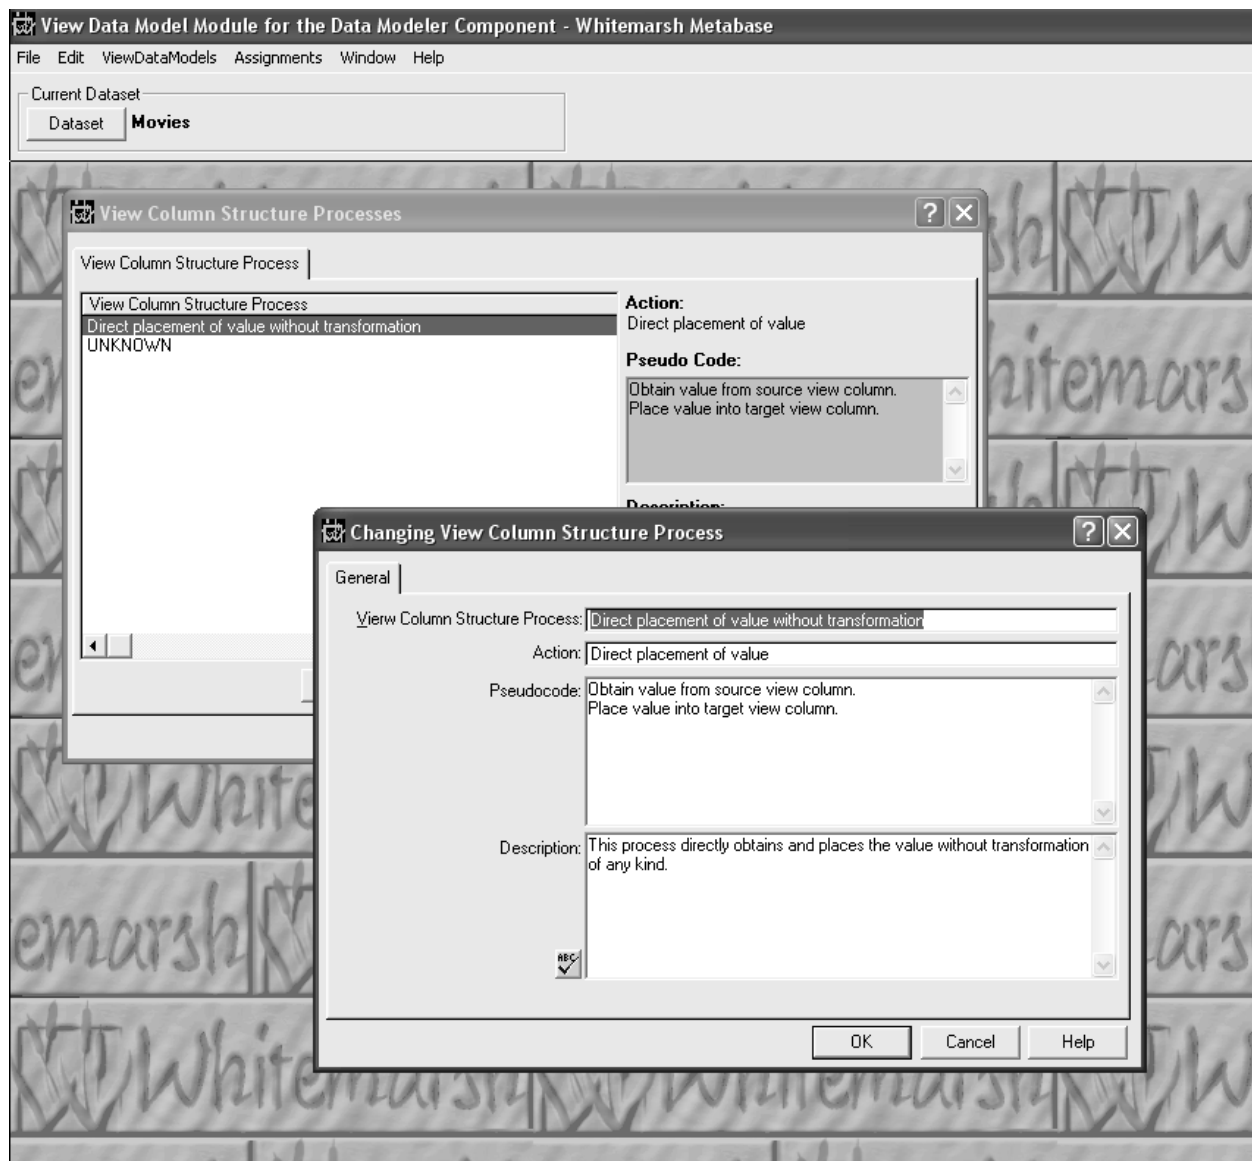 View Data Model Module for the Data Modeler Component - Whitemarsh Metabase
File Edit ViewDataModels Assignments Window Help
Current Dataset
Dataset Movies
View Column Structure Processes
View Column Structure Process
View Column Structure Process
Direct placement of value without transformation
UNKNOWN
Action:
Direct placement of value
Pseudo Code:
Obtain value from source view column.
Place value into target view column.
Description:
Changing View Column Structure Process
General
Vierw Column Structure Process: Direct placement of value without transformation
Action: Direct placement of value
Pseudocode: Obtain value from source view column.
Place value into target view column.
Description: This process directly obtains and places the value without transformation
of any kind.
ABC
OK Cancel Help
Whitemarsh